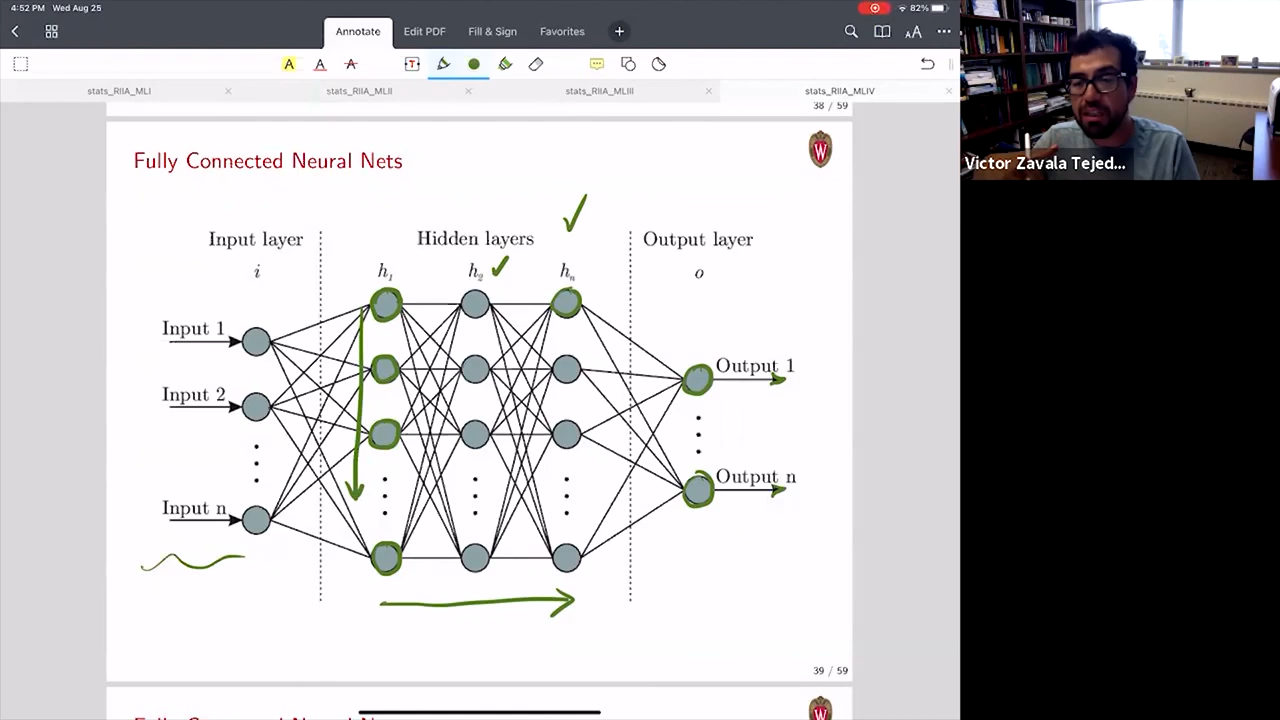 4:52 PM Wed Aug 25
82%
Annotate
Edit PDF
Fill & Sign
Favorites
A
A
A
T
AA
stats_RIIA_MLI
stats_RIIA_MLII
stats_RIIA_MLIII
stats_RIIA_MLIV
38 / 59
Fully Connected Neural Nets
W
Input layer
Hidden layers
Output layer
i
h1
h2
hn
o
Input 1
Input 2
Input n
Output 1
Output n
39 / 59
W
Victor Zavala Tejed...